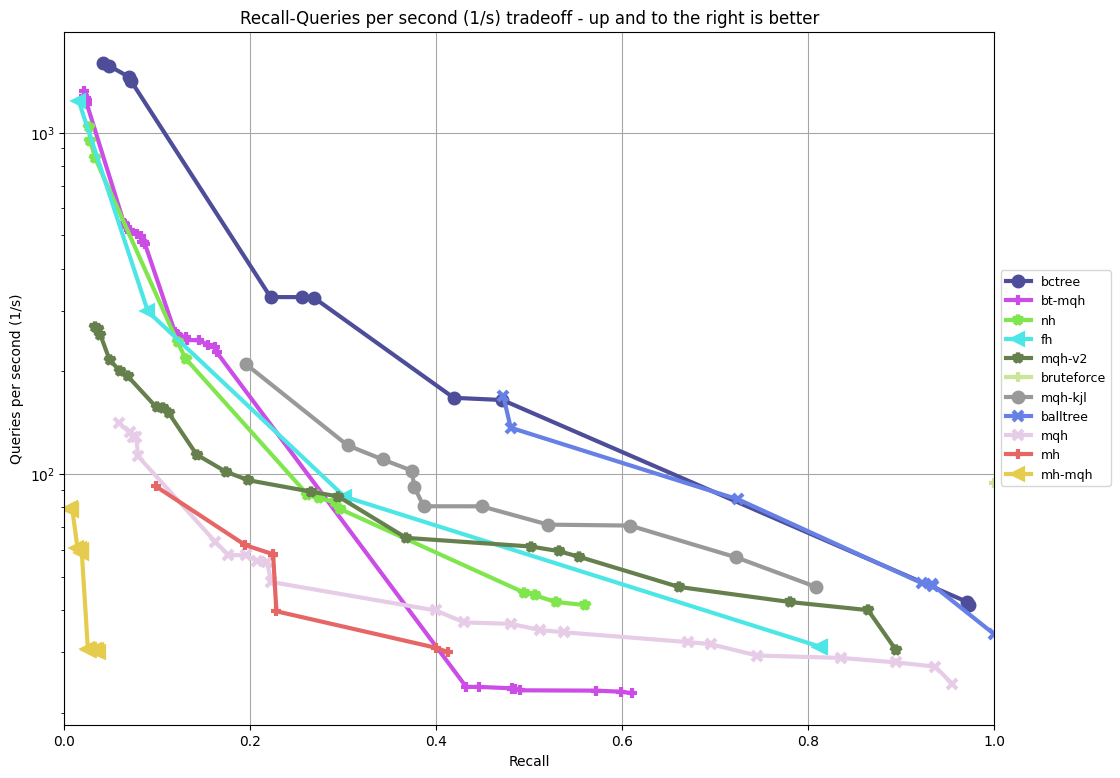 Recall-Queries per second (1/s) tradeoff - up and to the right is better
Queries per second (1/s)
10³
10²
0.0 0.2 0.4 0.6 0.8 1.0
Recall
bctree
bt-mqh
nh
fh
mqh-v2
bruteforce
mqh-kjl
balltree
mqh
mh
mh-mqh